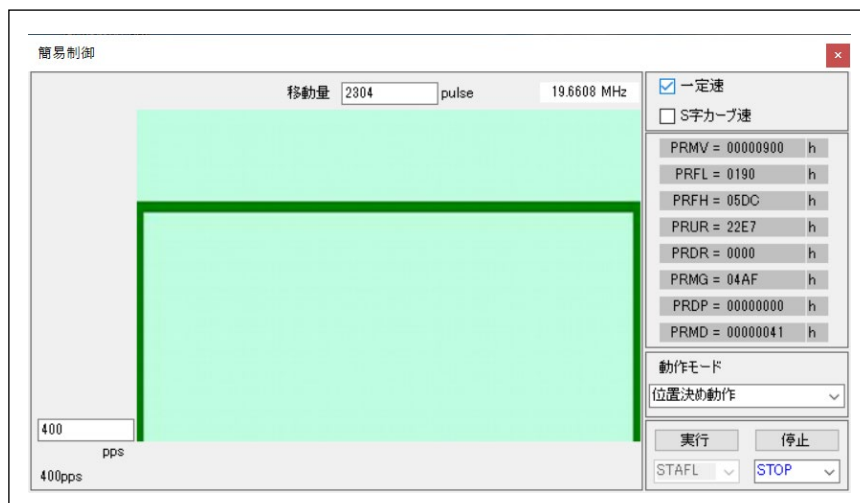 簡易制御
移動量 2304 pulse 19.6608 MHz
一定速
S字カーブ速
PRMV = 00000900 h
PRFL = 0190 h
PRFH = 05DC h
PRUR = 22E7 h
PRDR = 0000 h
PRMG = 04AF h
PRDP = 00000000 h
PRMD = 00000041 h
動作モード
位置決め動作
400
pps
400pps
実行 停止
STAFL STOP